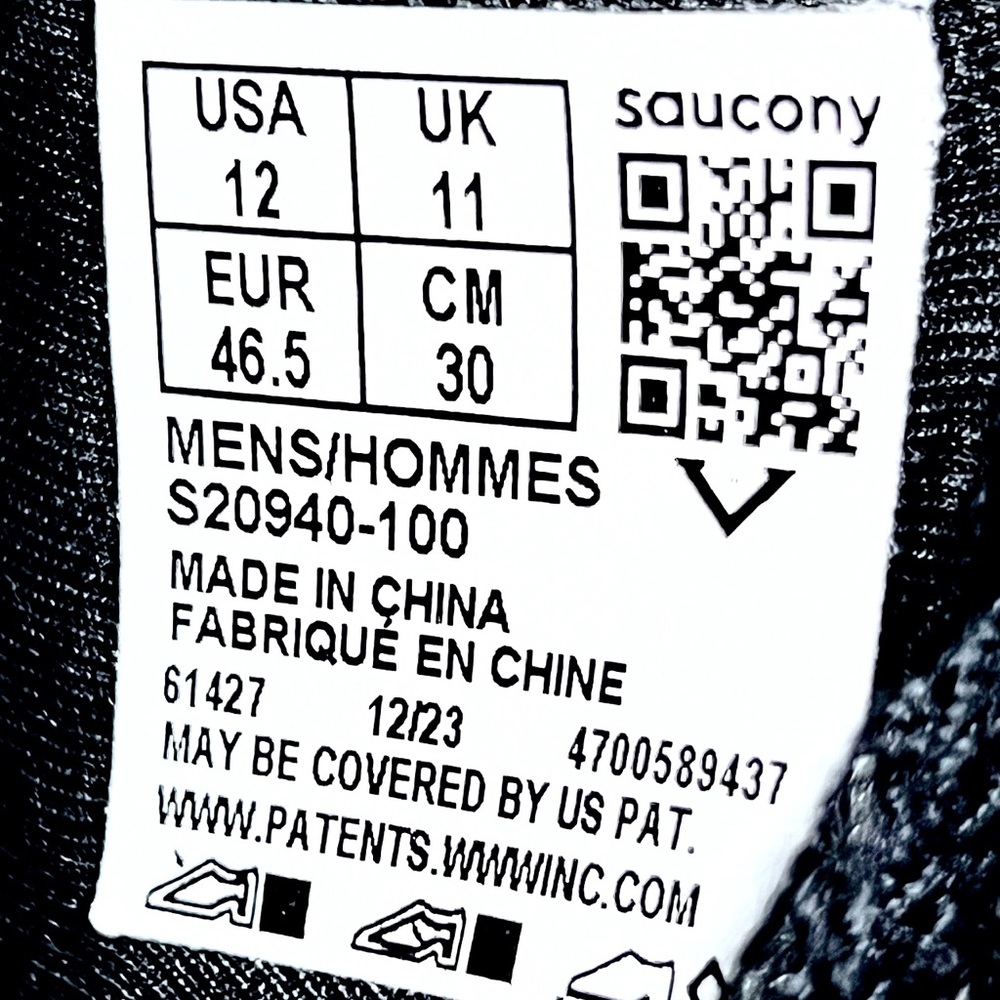 USA
12
UK
11
EUR
46.5
CM
30
saucony
MENS/HOMMES
S20940-100
MADE IN CHINA
FABRIQUÉ EN CHINE
61427 12/23 4700589437
MAY BE COVERED BY US PAT.
WWW.PATENTS.WWWINC.COM